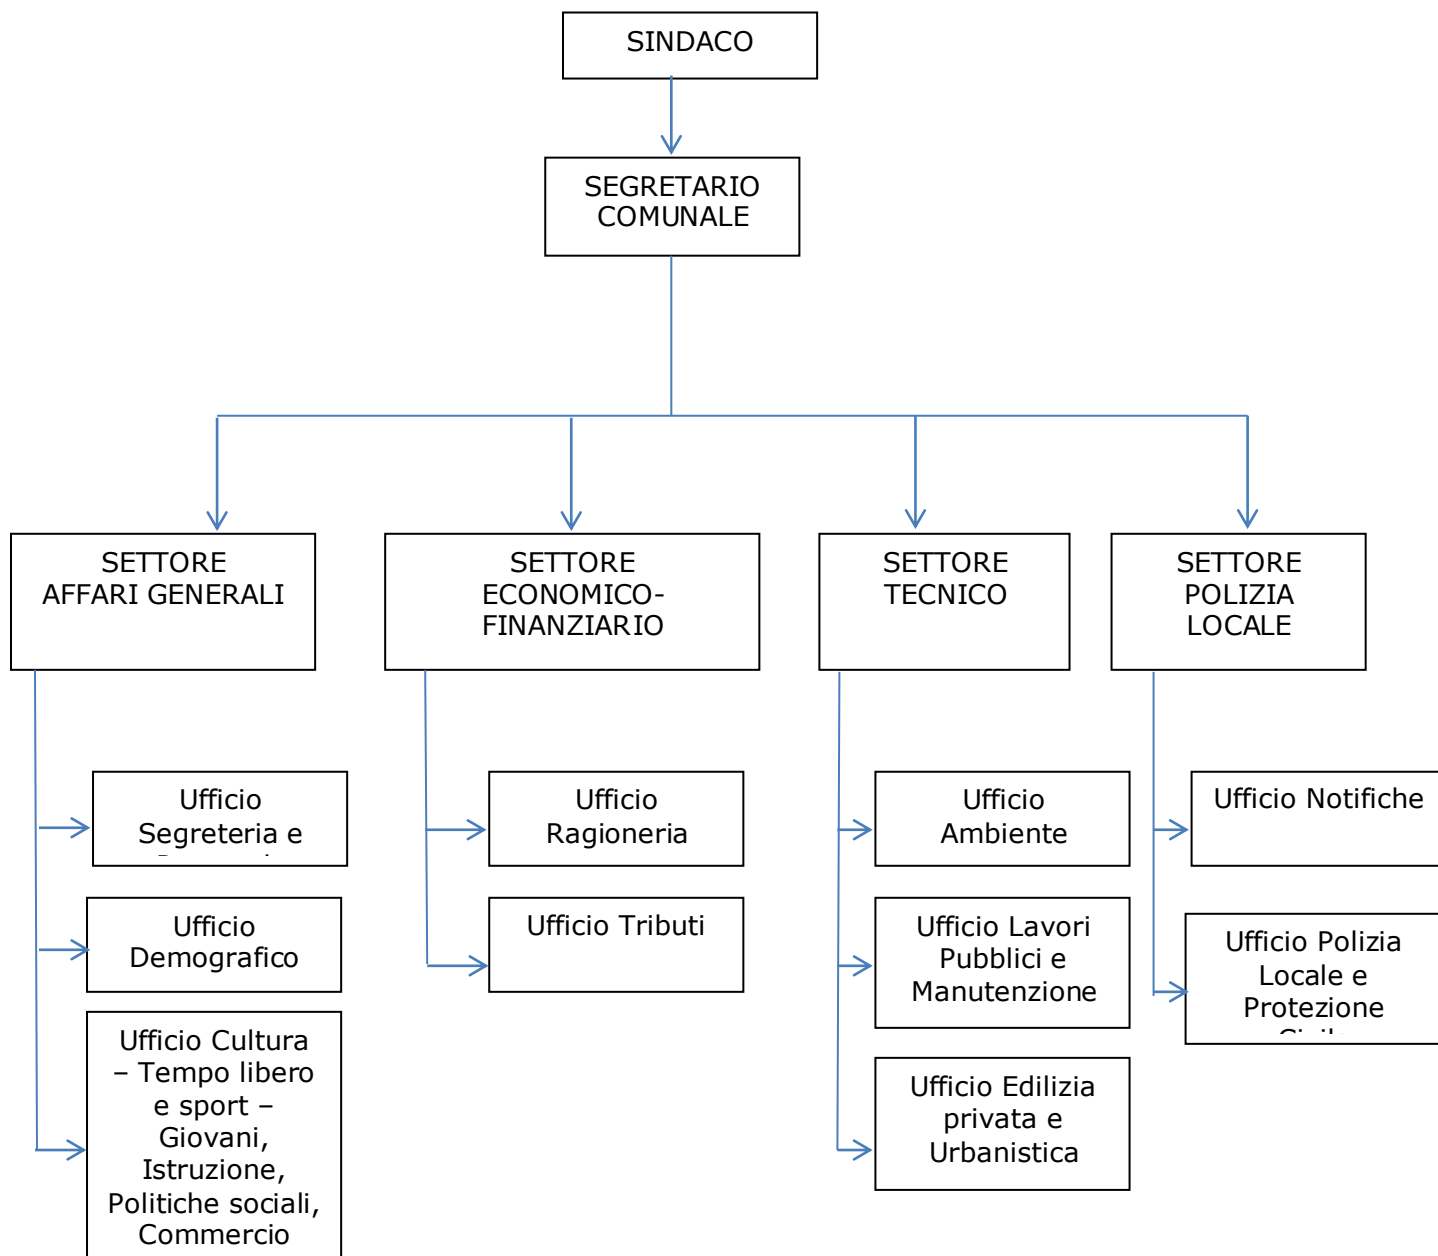 SINDACO
SEGRETARIO
COMUNALE
SETTORE
AFFARI GENERALI
SETTORE
ECONOMICO-
FINANZIARIO
SETTORE
TECNICO
SETTORE
POLIZIA
LOCALE
Ufficio
Segreteria e
Ufficio
Ragioneria
Ufficio
Ambiente
Ufficio Notifiche
Ufficio
Demografico
Ufficio Tributi
Ufficio Lavori
Pubblici e
Manutenzione
Ufficio Polizia
Locale e
Protezione
Ufficio Cultura
– Tempo libero
e sport –
Giovani,
Istruzione,
Politiche sociali,
Commercio
Ufficio Edilizia
privata e
Urbanistica